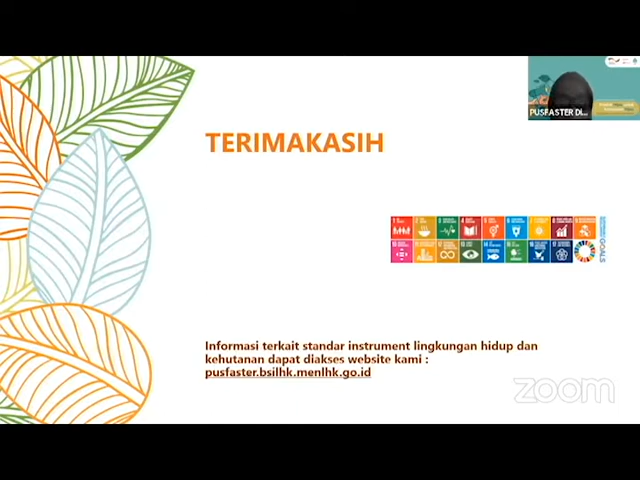 PUSFASTER DI...
TERIMAKASIH
GOALS
Informasi terkait standar instrument lingkungan hidup dan
kehutanan dapat diakses website kami :
pusfaster.bsilhk.menlhk.go.id
zoom